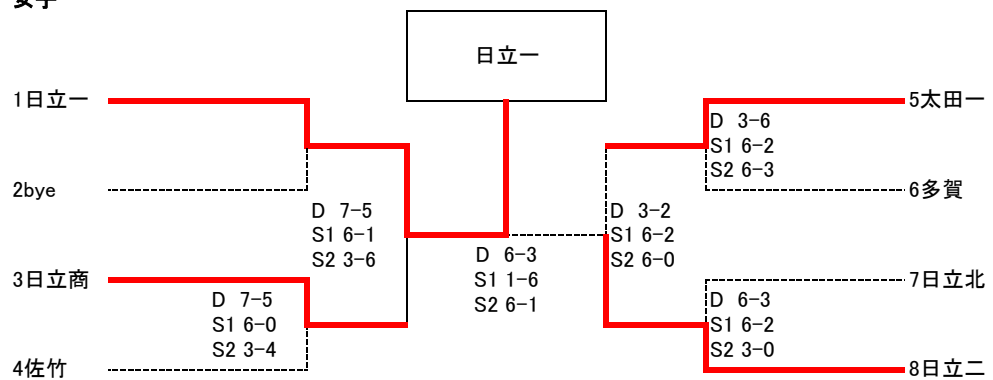 女子
日立一
1日立一
2bye
3日立商
4佐竹
D 7-5
S1 6-0
S2 3-4
D 7-5
S1 6-1
S2 3-6
D 6-3
S1 1-6
S2 6-1
D 3-2
S1 6-2
S2 6-0
D 3-6
S1 6-2
S2 6-3
D 6-3
S1 6-2
S2 3-0
5太田一
6多賀
7日立北
8日立二